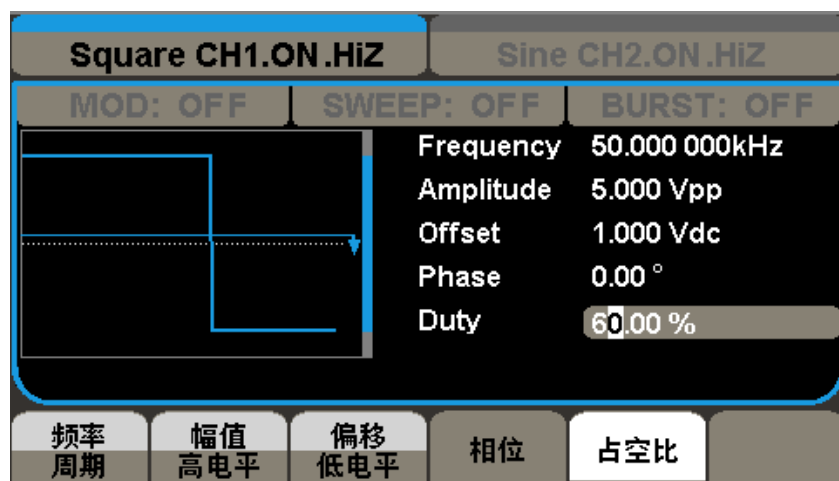 Square CH1.ON.HiZ
Sine CH2.ON.HiZ
MOD: OFF
SWEEP: OFF
BURST: OFF
Frequency 50.000 000kHz
Amplitude 5.000 Vpp
Offset 1.000 Vdc
Phase 0.00 °
Duty 60.00 %
频率 幅值 偏移 相位 占空比
周期 高电平 低电平